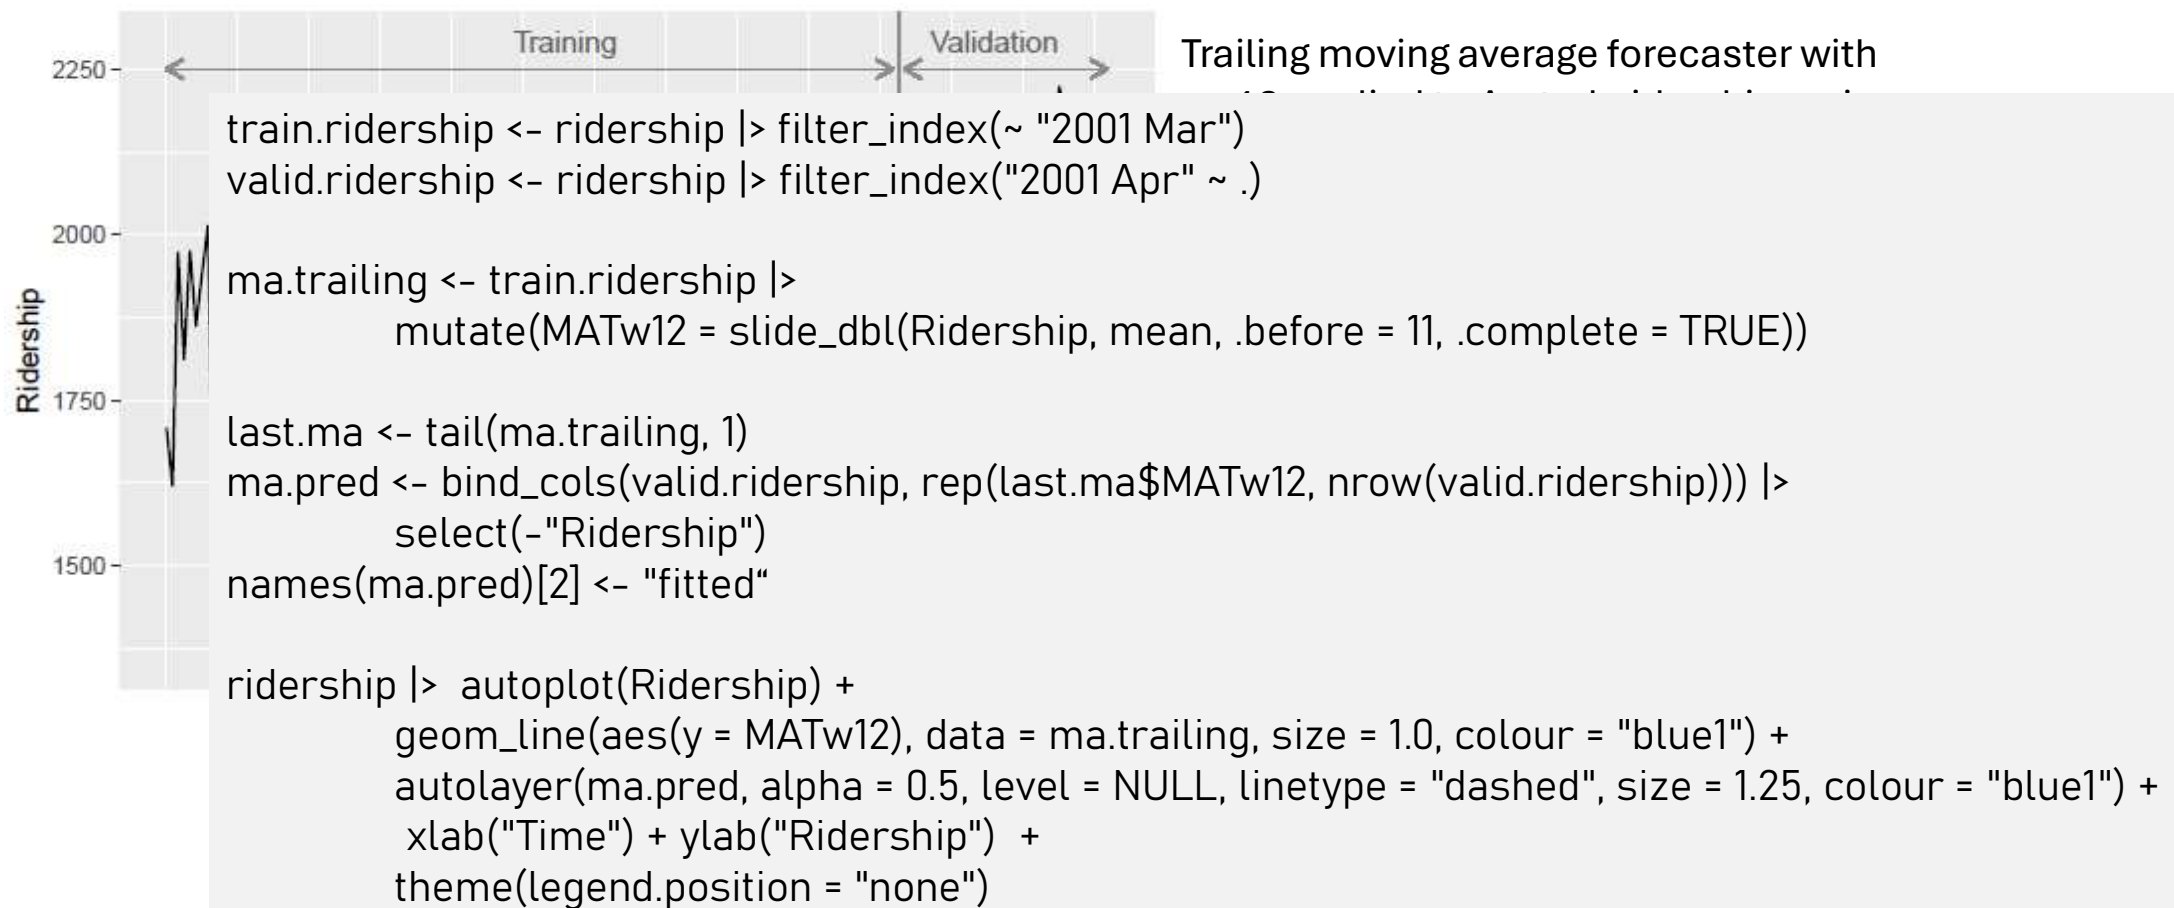 Training
Validation
2250
2000
1750
1500
Ridership
Trailing moving average forecaster with
train.ridership <- ridership |> filter_index(~ "2001 Mar")
valid.ridership <- ridership |> filter_index("2001 Apr" ~ .)
ma.trailing <- train.ridership |>
mutate(MATw12 = slide_dbl(Ridership, mean, .before = 11, .complete = TRUE))
last.ma <- tail(ma.trailing, 1)
ma.pred <- bind_cols(valid.ridership, rep(last.ma$MATw12, nrow(valid.ridership))) |>
select(-"Ridership")
names(ma.pred)[2] <- "fitted“
ridership |>  autoplot(Ridership) +
geom_line(aes(y = MATw12), data = ma.trailing, size = 1.0, colour = "blue1") +
autolayer(ma.pred, alpha = 0.5, level = NULL, linetype = "dashed", size = 1.25, colour = "blue1") +
xlab("Time") + ylab("Ridership")  +
theme(legend.position = "none")